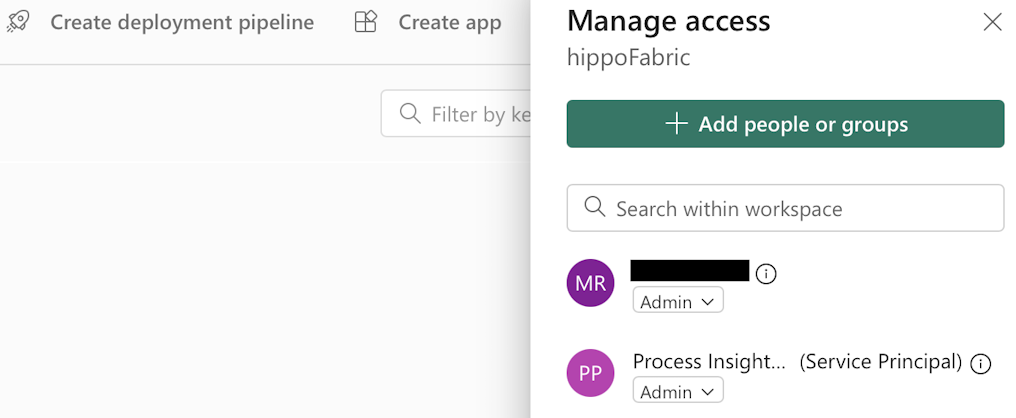 Create deployment pipeline
Create app
Filter by ke
Manage access
hippoFabric
Add people or groups
Search within workspace
MR
Admin
PP
Process Insight... (Service Principal)
Admin